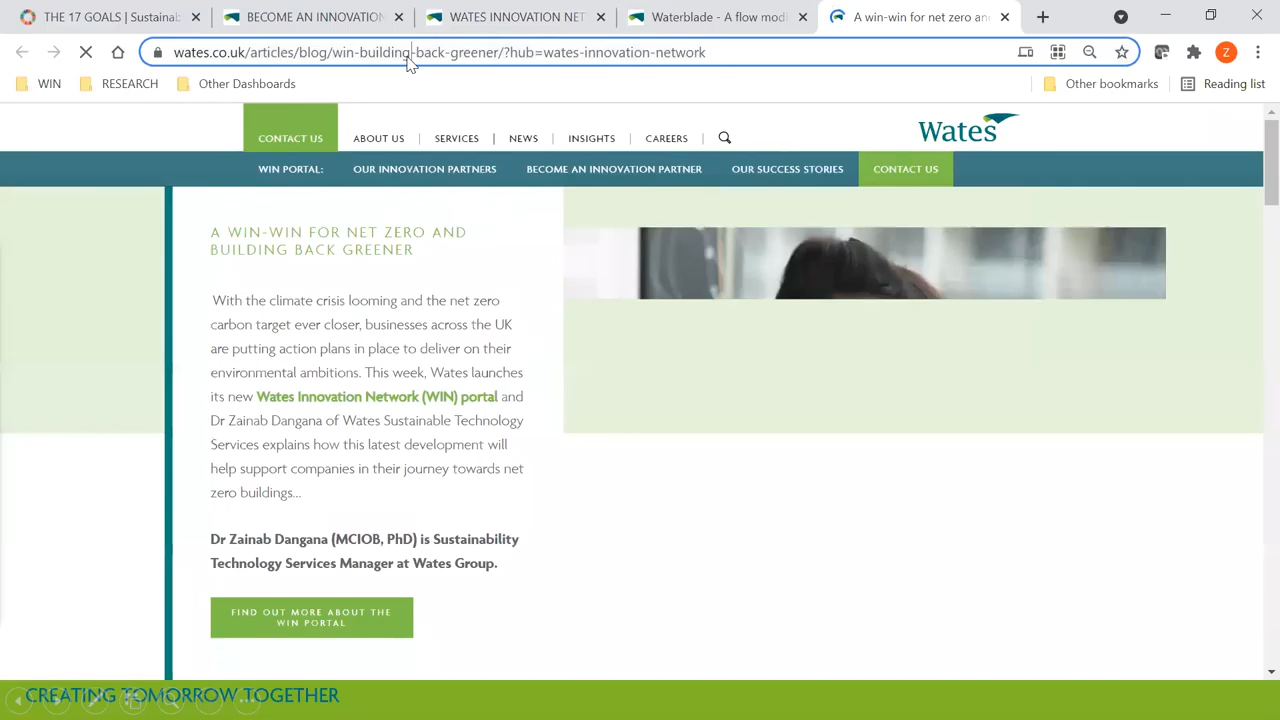 THE 17 GOALS | Sustainab
BECOME AN INNOVATION
WATES INNOVATION NET
Waterblade - A flow modi
A win-win for net zero an
wates.co.uk/articles/blog/win-building-back-greener/?hub=wates-innovation-network
Z
WIN
RESEARCH
Other Dashboards
Other bookmarks
Reading list
CONTACT US
ABOUT US
SERVICES
NEWS
INSIGHTS
CAREERS
Wates
WIN PORTAL:
OUR INNOVATION PARTNERS
BECOME AN INNOVATION PARTNER
OUR SUCCESS STORIES
CONTACT US
A WIN-WIN FOR NET ZERO AND
BUILDING BACK GREENER
With the climate crisis looming and the net zero
carbon target ever closer, businesses across the UK
are putting action plans in place to deliver on their
environmental ambitions. This week, Wates launches
its new Wates Innovation Network (WIN) portal and
Dr Zainab Dangana of Wates Sustainable Technology
Services explains how this latest development will
help support companies in their journey towards net
zero buildings...
Dr Zainab Dangana (MCIOB, PhD) is Sustainability
Technology Services Manager at Wates Group.
FIND OUT MORE ABOUT THE
WIN PORTAL
CREATING TOMORROW TOGETHER